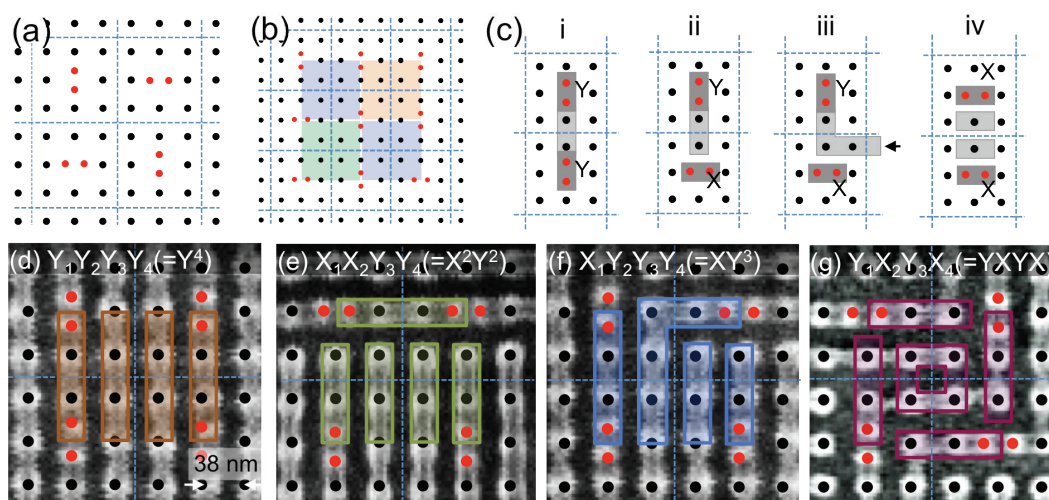 (a)
(b)
(c)
i
ii
iii
iv
Y
Y
Y
X
Y
X
X
X
(d) Y₁Y₂Y₃Y₄(=Y⁴)
38 nm
(e) X₁X₂Y₃Y₄(=X²Y²)
(f) X₁Y₂Y₃Y₄(=XY³)
(g) Y₁X₂Y₃X₄(=YXYX)